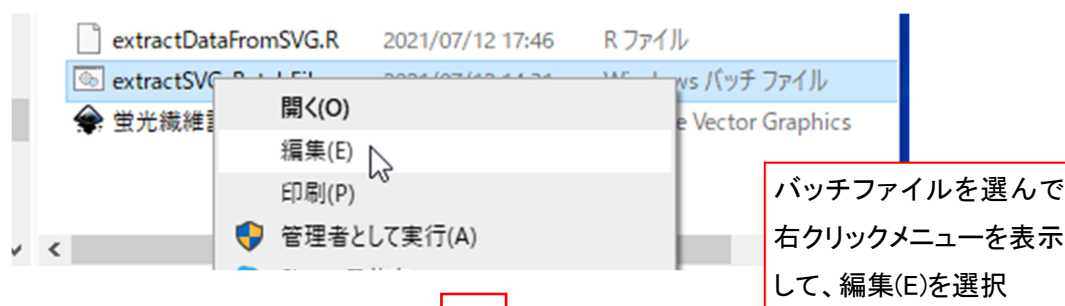 extractDataFromSVG.R 2021/07/12 17:46 R ファイル
バッチ ファイル
蛍光繊維 Vector Graphics
開く(O)
編集(E)
印刷(P)
管理者として実行(A)
バッチファイルを選んで
右クリックメニューを表示
して、編集(E)を選択